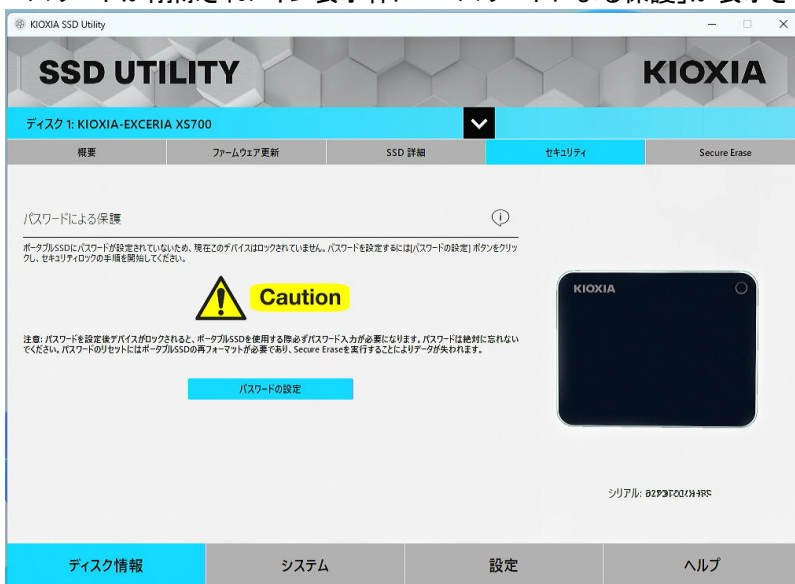 KIOXIA SSD Utility
SSD UTILITY
KIOXIA
ディスク 1: KIOXIA-EXCERIA XS700
概要
ファームウェア更新
SSD 詳細
セキュリティ
Secure Erase
パスワードによる保護
ポータブルSSDにパスワードが設定されていないため、現在このデバイスはロックされていません。パスワードを設定するには[パスワードの設定] ボタンをクリッ
クし、セキュリティロックの手順を開始してください。
Caution
注意: パスワードを設定後デバイスがロックされると、ポータブルSSDを使用する際必ずパスワード入力が必要になります。パスワードは絶対に忘れない
でください。パスワードのリセットにはポータブルSSDの再フォーマットが必要であり、Secure Eraseを実行することによりデータが失われます。
パスワードの設定
KIOXIA
シリアル:
ディスク情報
システム
設定
ヘルプ